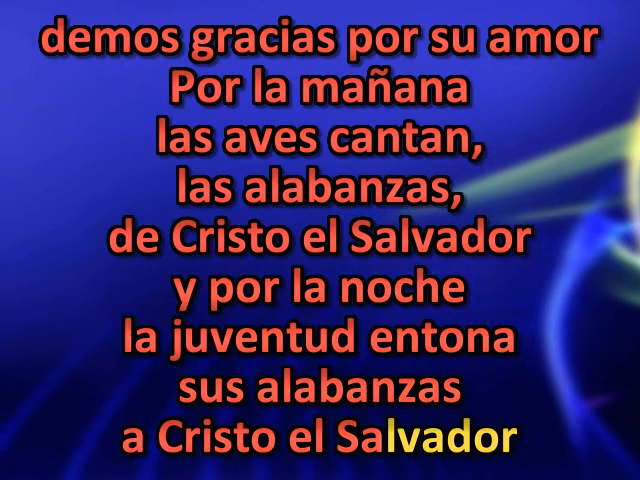 demos gracias por su amor
Por la mañana
las aves cantan,
las alabanzas,
de Cristo el Salvador
y por la noche
la juventud entona
sus alabanzas
a Cristo el Salvador